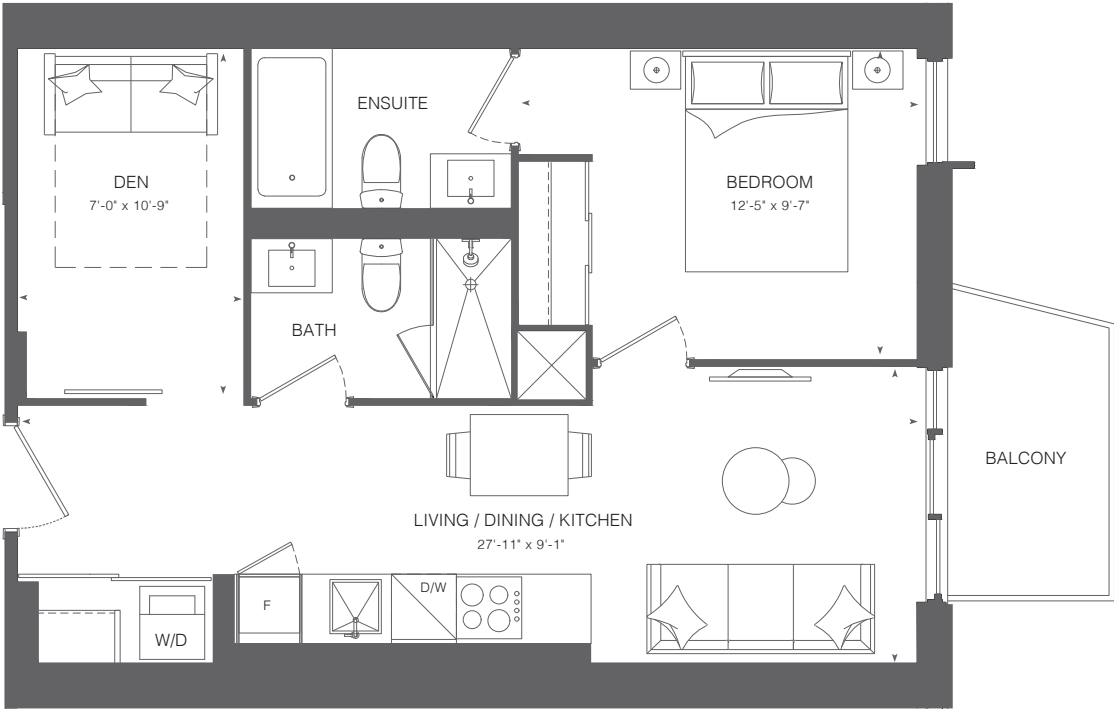 ENSUITE
DEN
7'-0" x 10'-9"
BEDROOM
12'-5" x 9'-7"
BATH
BALCONY
LIVING / DINING / KITCHEN
27'-11" x 9'-1"
D/W
F
W/D